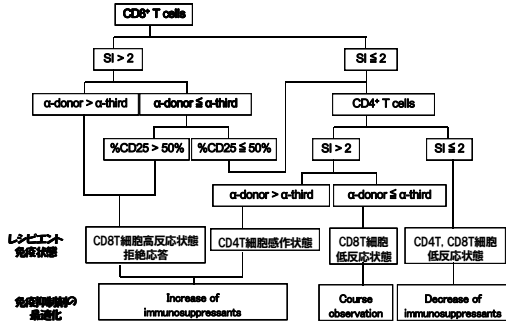 CD8⁺ T cells
SI > 2
SI ≦ 2
α-donor > α-third
α-donor ≦ α-third
CD4⁺ T cells
%CD25 > 50%
%CD25 ≦ 50%
SI > 2
SI ≦ 2
α-donor > α-third
α-donor ≦ α-third
レシピエント
免疫状態
CD8T細胞高反応状態
拒絶応答
CD4T細胞感作状態
CD8T細胞
低反応状態
CD4T, CD8T細胞
低反応状態
免疫抑制剤の
最適化
Increase of
immunosuppressants
Course
observation
Decrease of
immunosuppressants